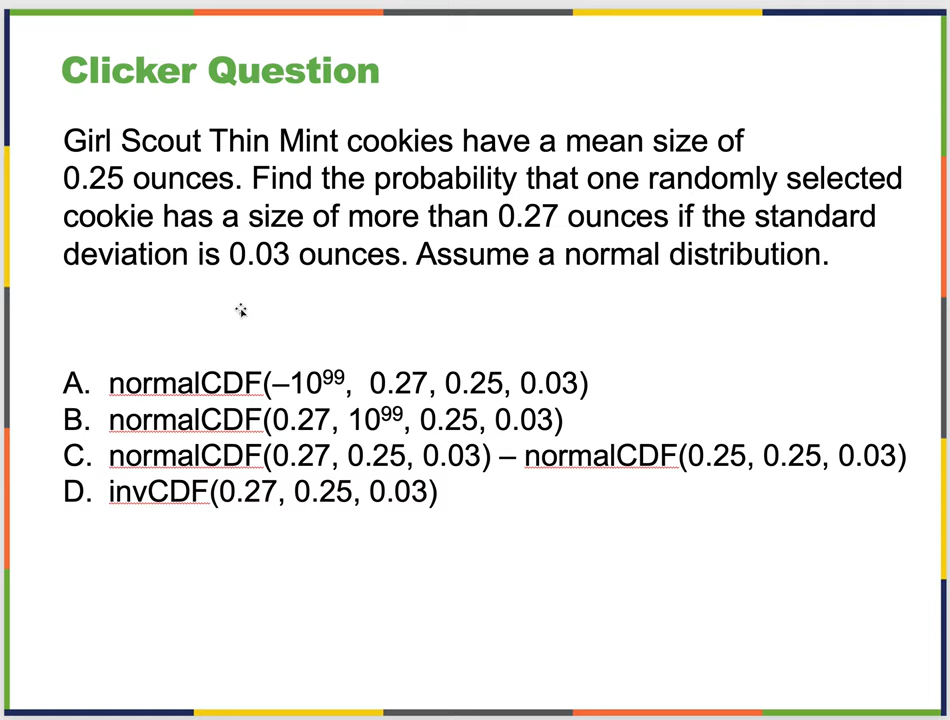 Clicker Question
Girl Scout Thin Mint cookies have a mean size of
0.25 ounces. Find the probability that one randomly selected
cookie has a size of more than 0.27 ounces if the standard
deviation is 0.03 ounces. Assume a normal distribution.
A. normalCDF(–10⁹⁹, 0.27, 0.25, 0.03)
B. normalCDF(0.27, 10⁹⁹, 0.25, 0.03)
C. normalCDF(0.27, 0.25, 0.03) – normalCDF(0.25, 0.25, 0.03)
D. invCDF(0.27, 0.25, 0.03)